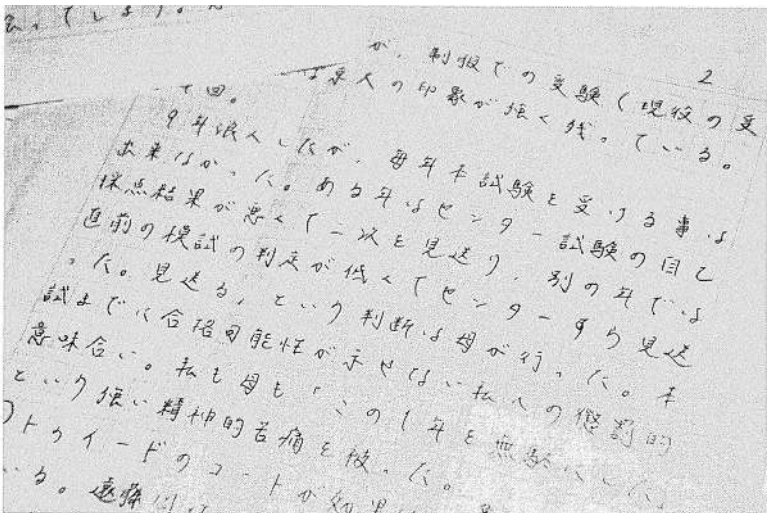 2
が、制服での受験(現役の受
は京大の印象が強く残っている。
回。
9年浪人したが、毎年本試験を受ける事は
出来なかった。ある年はセンター試験の自己
採点結果が悪くて一次を見送り、別の年では
直前の模試の判定が低くてセンターすら見送
った。見送る、という判断は母が行った。本
試までに合格可能性が示せない私への懲罰的
意味合い。私も母も、この1年を無駄にした
という強い精神的苦痛を被った。
トゥイードのコートが
いる。